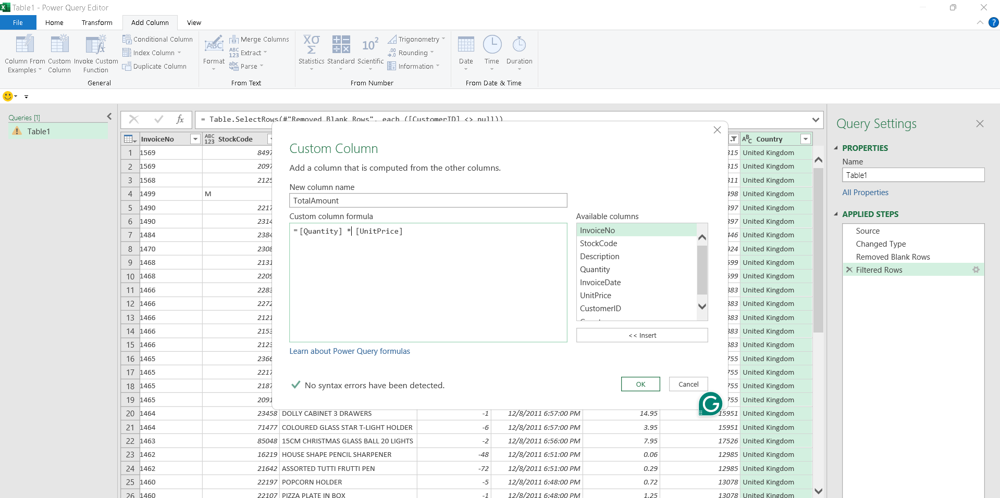 Table1 - Power Query Editor
File Home Transform Add Column View
Column From Examples
Custom Column
Invoke Custom Function
Conditional Column
Index Column
Duplicate Column
General
Format
Merge Columns
Extract
Parse
From Text
Statistics
Standard
Scientific
Trigonometry
Rounding
Information
From Number
Date
Time
Duration
From Date & Time
Queries [1]
Table1
= Table.SelectRows(#"Removed Blank Rows", each ([CustomerID] <> null))
InvoiceNo StockCode Country
1 1569 8497 315 United Kingdom
2 1569 2097 315 United Kingdom
3 1568 2125 311 United Kingdom
4 1499 M 498 United Kingdom
5 1490 2217 397 United Kingdom
6 1490 2314 397 United Kingdom
7 1484 2384 446 United Kingdom
8 1470 2308 924 United Kingdom
9 1468 2131 599 United Kingdom
10 1468 2209 599 United Kingdom
11 1466 2283 383 United Kingdom
12 1466 2272 383 United Kingdom
13 1466 2121 383 United Kingdom
14 1466 2153 383 United Kingdom
15 1466 2123 383 United Kingdom
16 1465 2366 755 United Kingdom
17 1465 2217 755 United Kingdom
18 1465 2187 755 United Kingdom
19 1465 2091 755 United Kingdom
20 1464 23458 DOLLY CABINET 3 DRAWERS -1 12/8/2011 6:57:00 PM 14.95 15951 United Kingdom
21 1464 71477 COLOURED GLASS STAR T-LIGHT HOLDER -6 12/8/2011 6:57:00 PM 3.95 15951 United Kingdom
22 1463 85048 15CM CHRISTMAS GLASS BALL 20 LIGHTS -2 12/8/2011 6:56:00 PM 7.95 17526 United Kingdom
23 1462 16219 HOUSE SHAPE PENCIL SHARPENER -48 12/8/2011 6:51:00 PM 0.06 12985 United Kingdom
24 1462 21642 ASSORTED TUTTI FRUTTI PEN -72 12/8/2011 6:51:00 PM 0.29 12985 United Kingdom
25 1460 22197 POPCORN HOLDER -5 12/8/2011 6:48:00 PM 0.72 13078 United Kingdom
26 1460 22107 PIZZA PLATE IN BOX -1 12/8/2011 6:48:00 PM 1.25 13078 United Kingdom
Custom Column
Add a column that is computed from the other columns.
New column name
TotalAmount
Custom column formula
= [Quantity] * [UnitPrice]
Available columns
InvoiceNo
StockCode
Description
Quantity
InvoiceDate
UnitPrice
CustomerID
<< Insert
Learn about Power Query formulas
No syntax errors have been detected.
OK
Cancel
Query Settings
PROPERTIES
Name
Table1
All Properties
APPLIED STEPS
Source
Changed Type
Removed Blank Rows
Filtered Rows